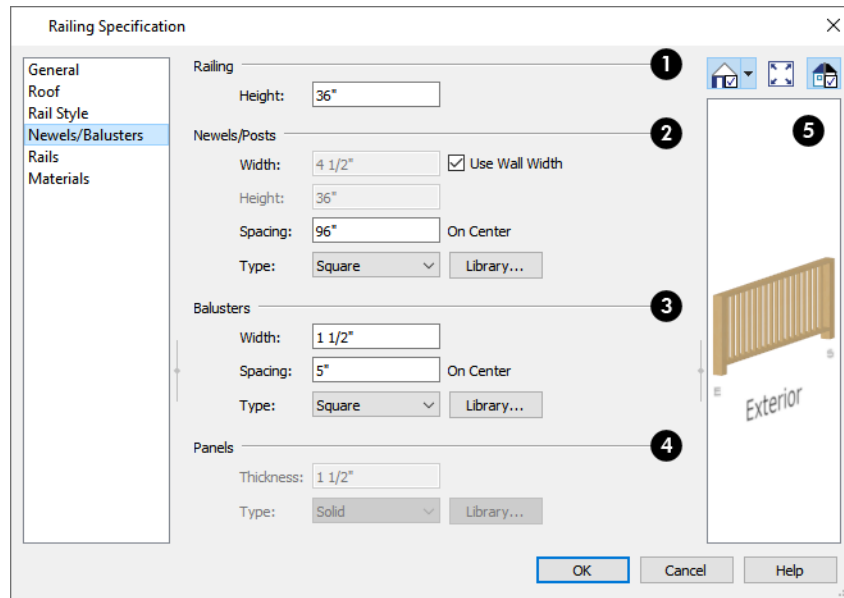 Railing Specification
General
Roof
Rail Style
Newels/Balusters
Rails
Materials
Railing 1
Height: 36"
Newels/Posts 2
Width: 4 1/2" Use Wall Width
Height: 36"
Spacing: 96" On Center
Type: Square Library...
Balusters 3
Width: 1 1/2"
Spacing: 5" On Center
Type: Square Library...
Panels 4
Thickness: 1 1/2"
Type: Solid Library...
5
S
E
Exterior
OK Cancel Help